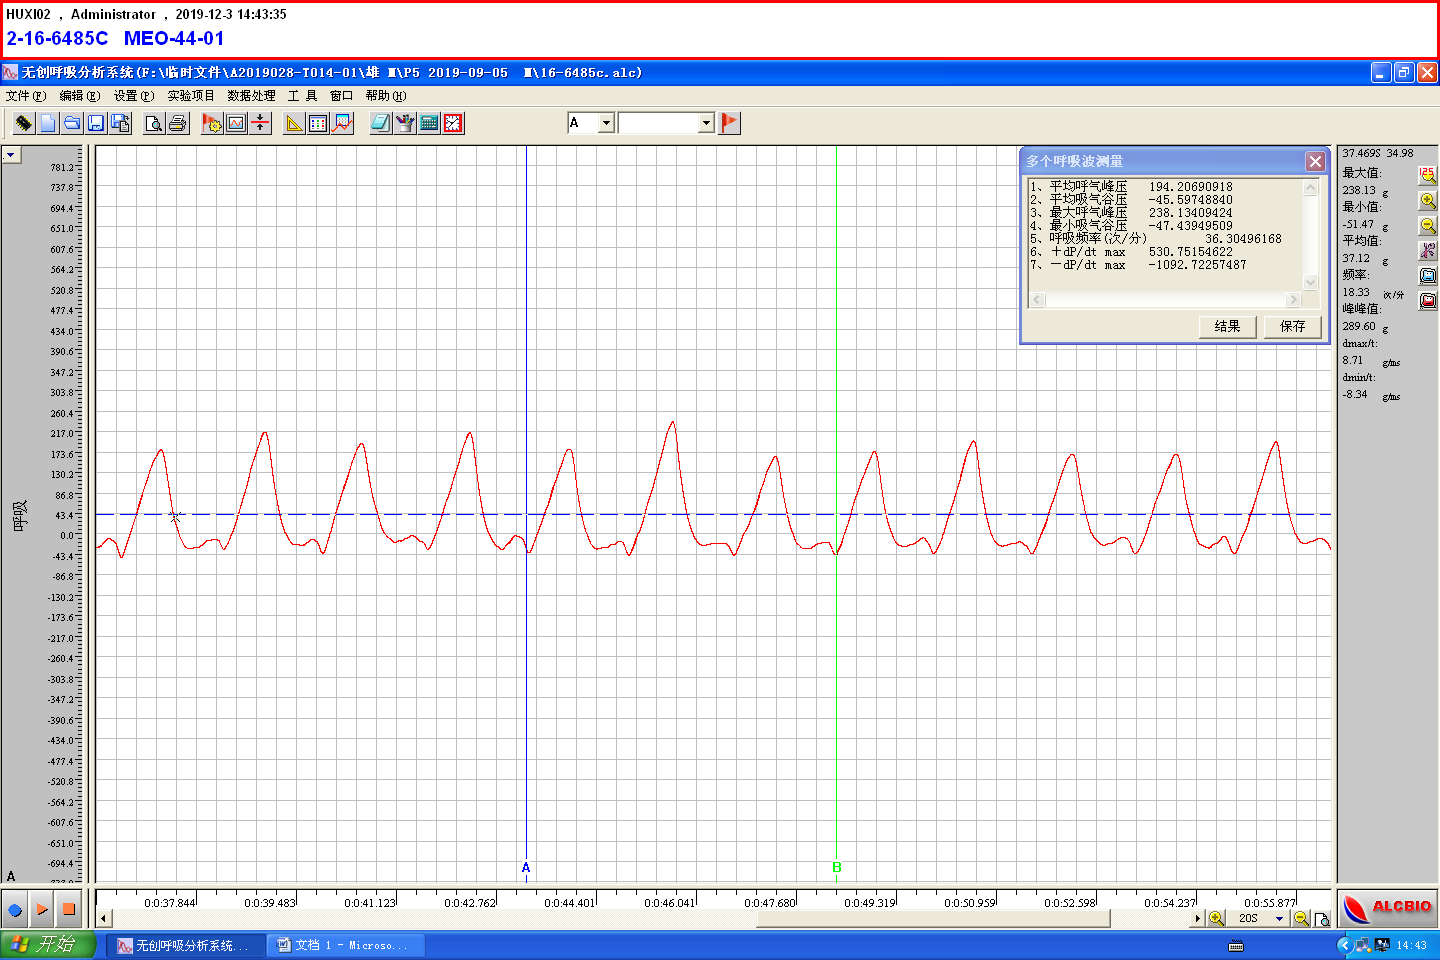 HUXI02 , Administrator , 2019-12-3 14:43:35
2-16-6485C MEO-44-01
无创呼吸分析系统(F:\临时文件\A2019028-T014-01\雄 M\P5 2019-09-05 M\16-6485c.alc)
文件(F) 编辑(E) 设置(P) 实验项目 数据处理 工 具 窗口 帮助(H)
A
781.2
737.8
694.4
651.0
607.6
564.2
520.8
477.4
434.0
390.6
347.2
303.8
260.4
217.0
173.6
130.2
86.8
43.4
0.0
-43.4
-86.8
-130.2
-173.6
-217.0
-260.4
-303.8
-347.2
-390.6
-434.0
-477.4
-520.8
-564.2
-607.6
-651.0
-694.4
呼吸
A
A
B
多个呼吸波测量
1、平均呼气峰压 194.20690918
2、平均吸气谷压 -45.59748840
3、最大呼气峰压 238.13409424
4、最小吸气谷压 -47.43949509
5、呼吸频率(次/分) 36.30496168
6、＋dP/dt max 530.75154622
7、－dP/dt max -1092.72257487
结果 保存
37.469S 34.98
最大值:
238.13 g
最小值:
-51.47 g
平均值:
37.12 g
频率:
18.33 次/分
峰峰值:
289.60 g
dmax/t:
8.71 g/ms
dmin/t:
-8.34 g/ms
125
0:0:37.844 0:0:39.483 0:0:41.123 0:0:42.762 0:0:44.401 0:0:46.041 0:0:47.680 0:0:49.319 0:0:50.959 0:0:52.598 0:0:54.237 0:0:55.877
20S
ALCBIO
开始 无创呼吸分析系统... 文档 1 - Microso... 14:43